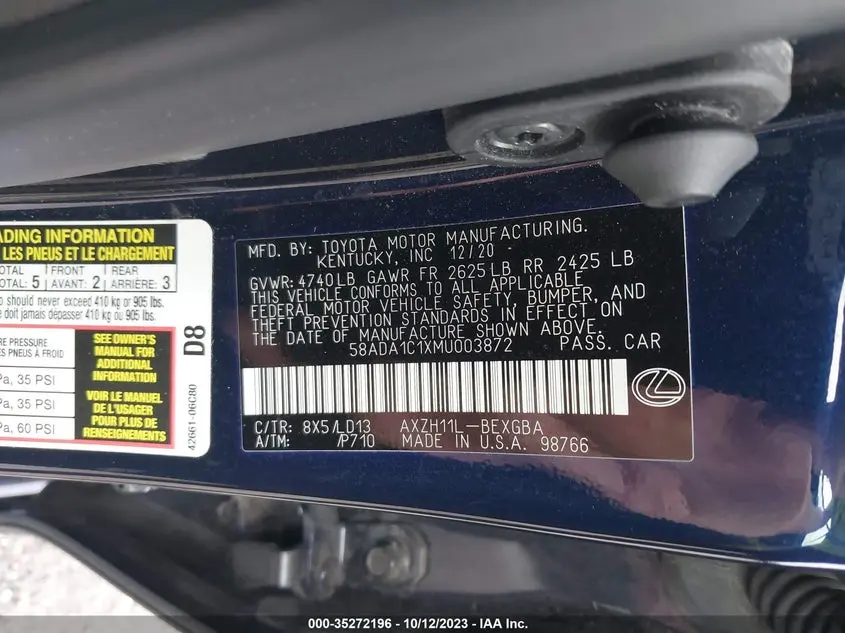 ADING INFORMATION
LES PNEUS ET LE CHARGEMENT
TOTAL 5 FRONT AVANT: 2 REAR ARRIÈRE: 3
should never exceed 410 kg or 905 lbs.
doit jamais dépasser 410 kg ou 905 lbs.
E PRESSURE
PNEUS À FROID
Pa, 35 PSI
Pa, 35 PSI
Pa, 60 PSI
SEE OWNER'S
MANUAL FOR
ADDITIONAL
INFORMATION
VOIR LE MANUEL
DE L'USAGER
POUR PLUS DE
RENSEIGNEMENTS
D8
42661-06C80
MFD. BY: TOYOTA MOTOR MANUFACTURING.
KENTUCKY, INC 12/20
GVWR: 4740LB GAWR FR 2625LB RR 2425 LB
THIS VEHICLE CONFORMS TO ALL APPLICABLE
FEDERAL MOTOR VEHICLE SAFETY, BUMPER, AND
THEFT PREVENTION STANDARDS IN EFFECT ON
THE DATE OF MANUFACTURE SHOWN ABOVE.
58ADA1C1XMU003872 PASS. CAR
C/TR: 8X5/LD13 AXZH11L-BEXGBA
A/TM: /P710 MADE IN U.S.A. 98766
000-35272196 - 10/12/2023 - IAA Inc.